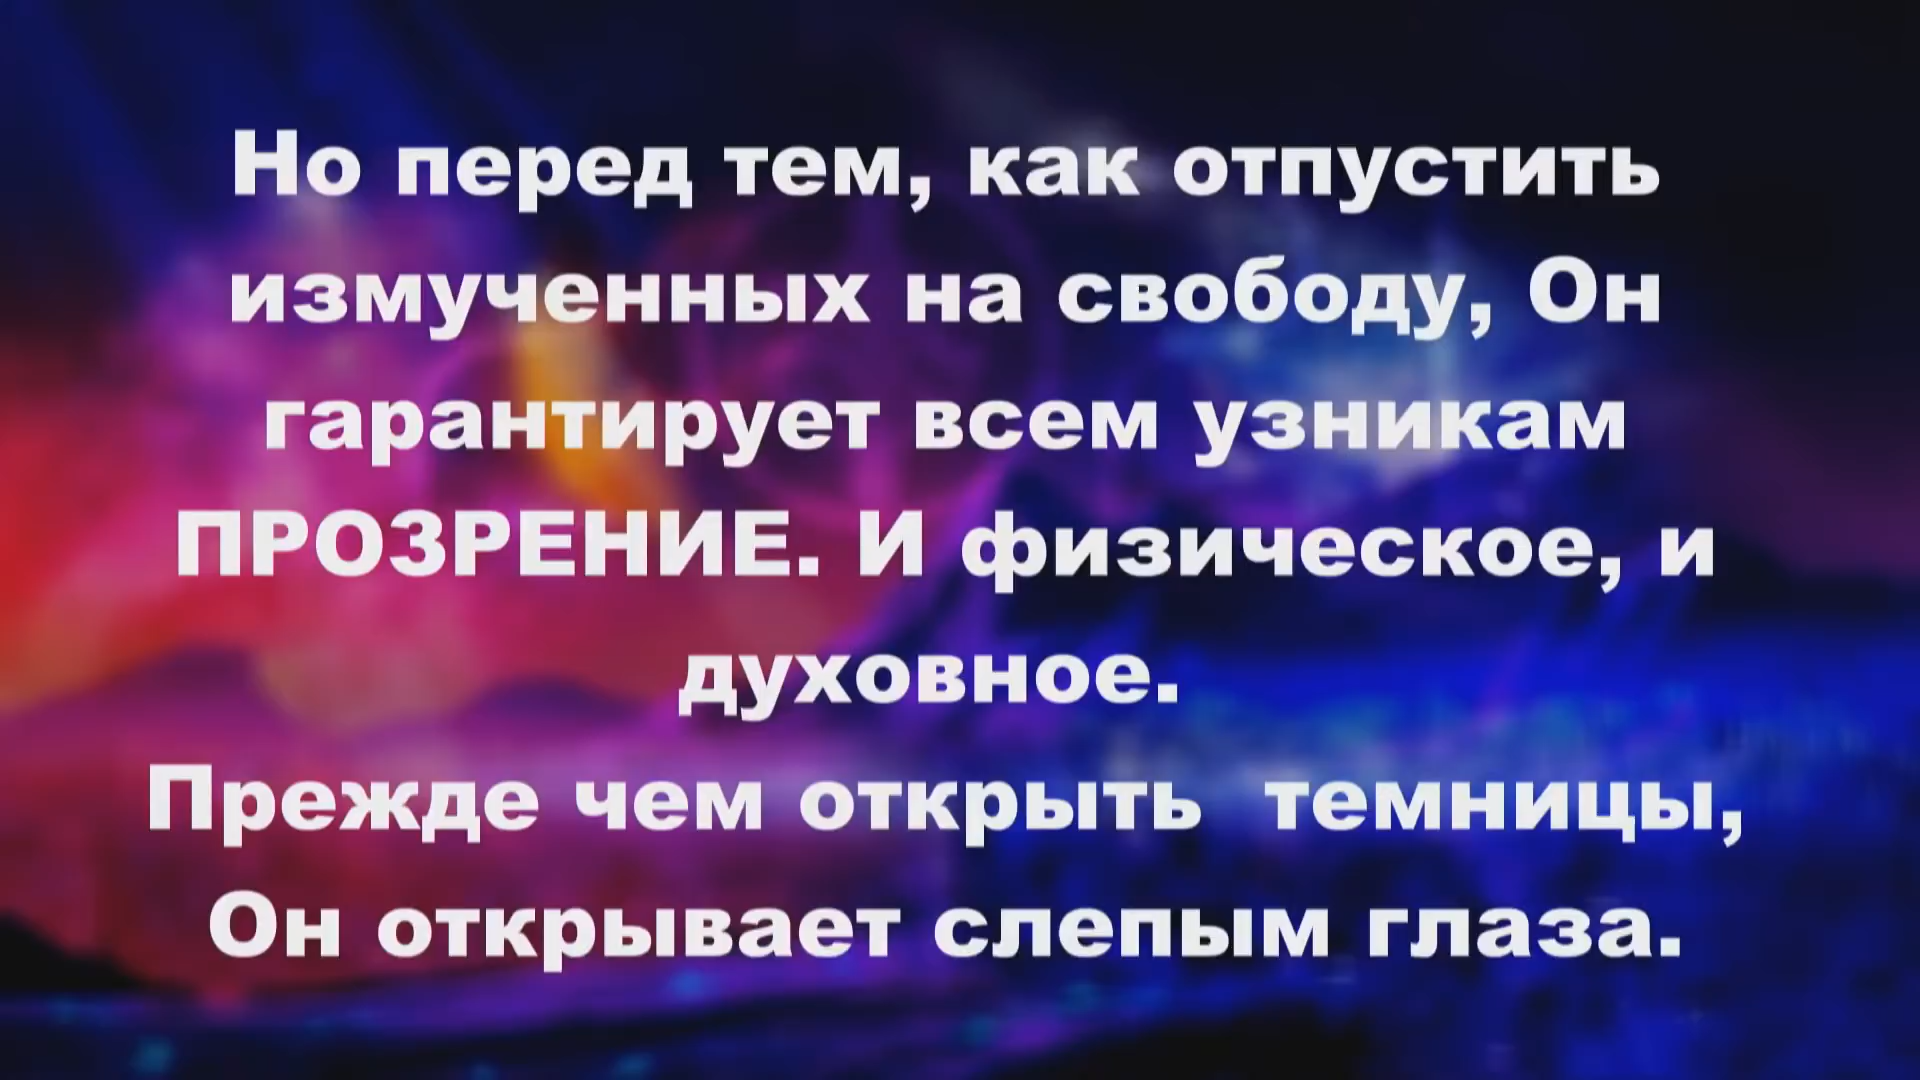 Но перед тем, как отпустить
измученных на свободу, Он
гарантирует всем узникам
ПРОЗРЕНИЕ. И физическое, и
духовное.
Прежде чем открыть  темницы,
Он открывает слепым глаза.